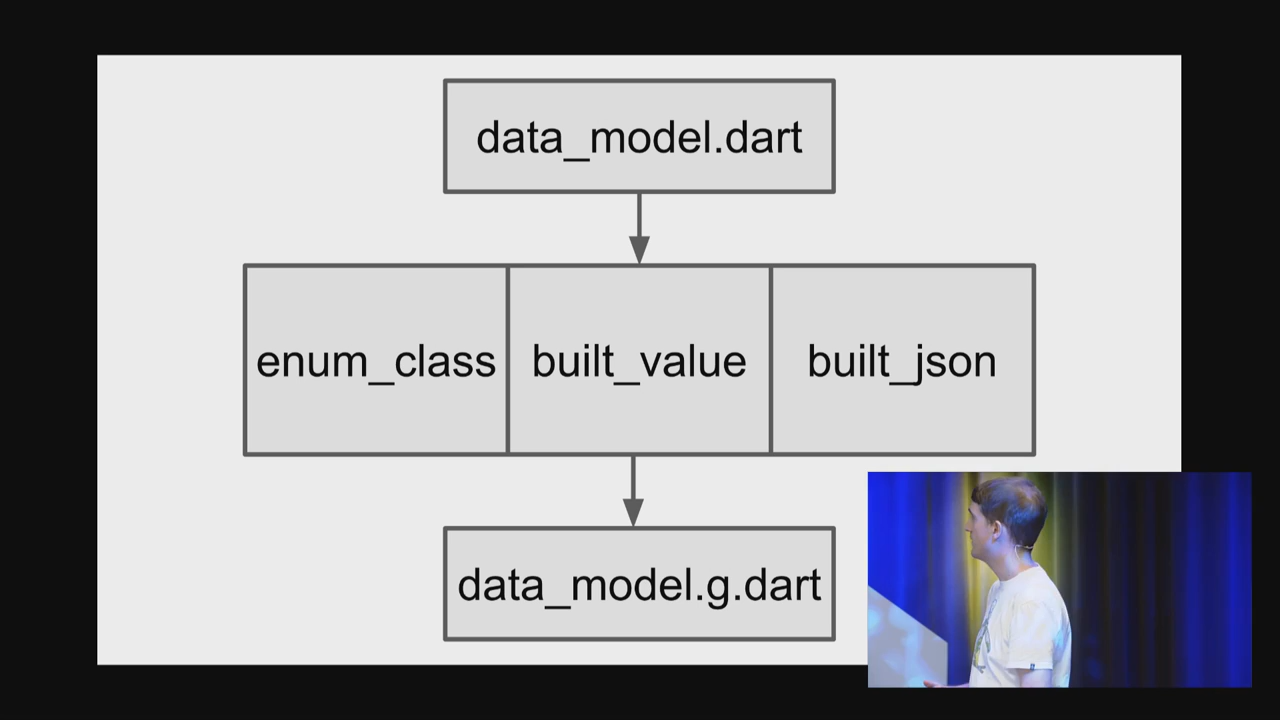 data_model.dart
enum_class
built_value
built_json
data_model.g.dart